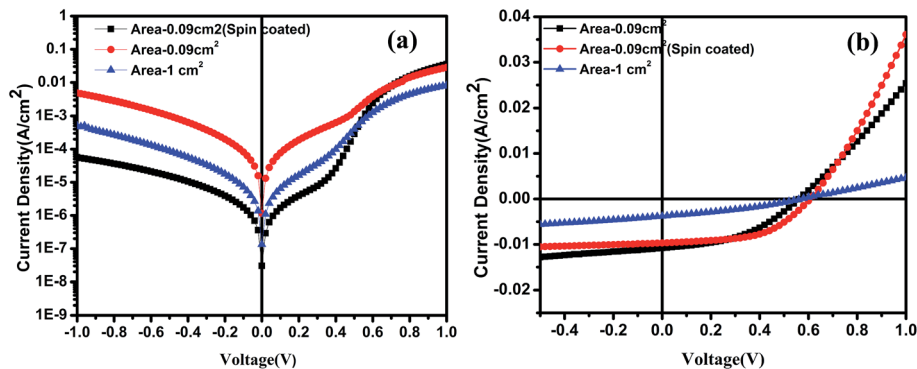 Area-0.09cm2(Spin coated)
Area-0.09cm²
Area-1 cm²
(a)
Current Density(A/cm²)
1
0.1
0.01
1E-3
1E-4
1E-5
1E-6
1E-7
1E-8
1E-9
-1.0 -0.8 -0.6 -0.4 -0.2 0.0 0.2 0.4 0.6 0.8 1.0
Voltage(V)
Area-0.09cm²
Area-0.09cm²(Spin coated)
Area-1 cm²
(b)
Current Density(A/cm²)
0.04
0.03
0.02
0.01
0.00
-0.01
-0.02
-0.4 -0.2 0.0 0.2 0.4 0.6 0.8 1.0
Voltage(V)